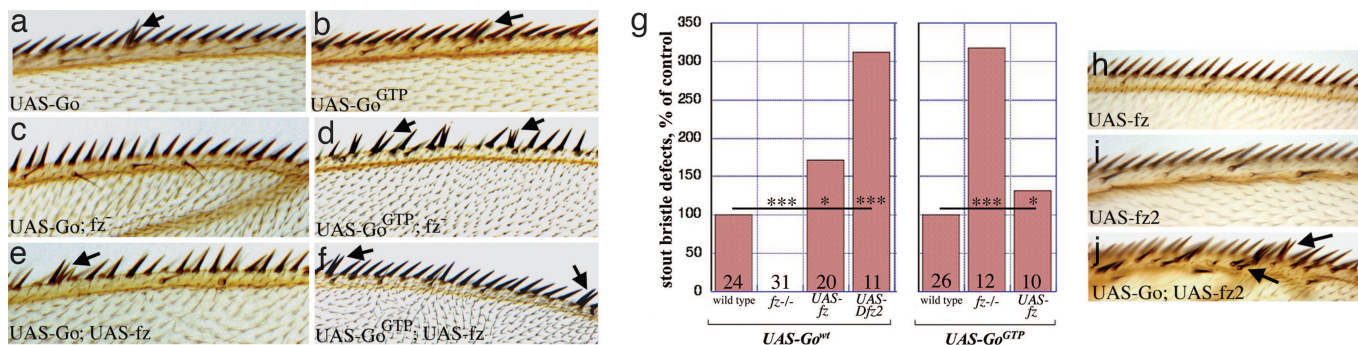 a
UAS-Go
b
UAS-Go GTP
c
UAS-Go; fz⁻
d
UAS-Go GTP; fz⁻
e
UAS-Go; UAS-fz
f
UAS-Go GTP; UAS-fz
g
stout bristle defects, % of control
350
300
250
200
150
100
50
0
*** * ***
*** *
24 31 20 11
26 12 10
wild type fz-/- UAS-fz UAS-Dfz2
wild type fz-/- UAS-fz
UAS-Go wt
UAS-Go GTP
h
UAS-fz
i
UAS-fz2
j
UAS-Go; UAS-fz2